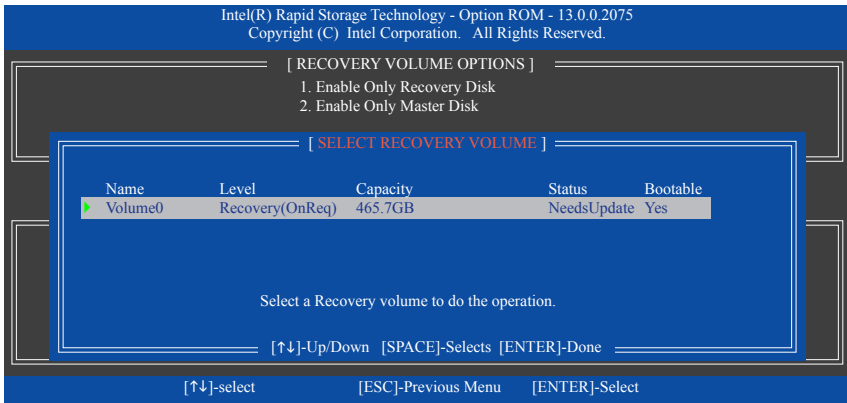 Intel(R) Rapid Storage Technology - Option ROM - 13.0.0.2075
Copyright (C) Intel Corporation. All Rights Reserved.
[ RECOVERY VOLUME OPTIONS ]
1. Enable Only Recovery Disk
2. Enable Only Master Disk
[ SELECT RECOVERY VOLUME ]
Name Level Capacity Status Bootable
Volume0 Recovery(OnReq) 465.7GB NeedsUpdate Yes
Select a Recovery volume to do the operation.
[↑↓]-Up/Down [SPACE]-Selects [ENTER]-Done
[↑↓]-select [ESC]-Previous Menu [ENTER]-Select